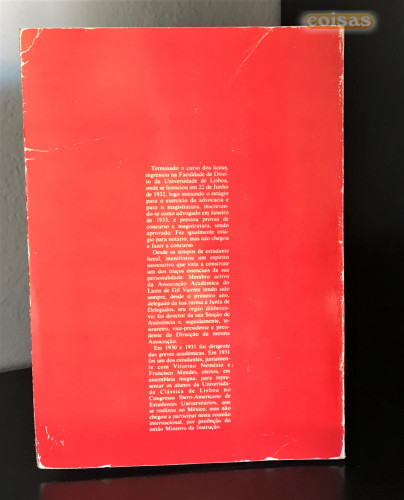 coisas
Terminado o curso dos liceus,
ingressou na Faculdade de Direi-
to da Universidade de Lisboa,
onde se licenciou em 22 de Junho
de 1932, logo iniciando o estágio
para o exercício da advocacia e
para o magistratura, inscreven-
do-se como advogado em Janeiro
de 1933, e prestou provas de
concurso a magistratura, sendo
aprovado. Fez igualmente está-
gio para notário, mas não chegou
a fazer a concurso.
Desde os tempos de estudante
liceal, manifestou um espírito
associativo que viria a constituir
um dos traços essenciais da sua
personalidade. Membro activo
da Associação Académica do
Liceu de Gil Vicente tendo sido
sempre, desde o primeiro ano,
delegado da sua turma à Junta de
Delegados, seu órgão deliberati-
vo; foi director da sua Secção de
Assistência e, seguidamente, te-
soureiro, vice-presidente e presi-
dente da Direcção da mesma
Associação.
Em 1930 e 1931 foi dirigente
das greves académicas. Em 1931
foi um dos estudantes, juntamen-
te com Vitorino Nemésio e
Francisco Mendes, eleitos, em
assembleia magna, para repre-
sentar os alunos da Universida-
de Clássica de Lisboa no
Congresso Ibero-Americano de
Estudantes Universitários, que
se realizou no México, mas não
chegou a participar nesta reunião
internacional, por proibição do
então Ministro da Instrução.